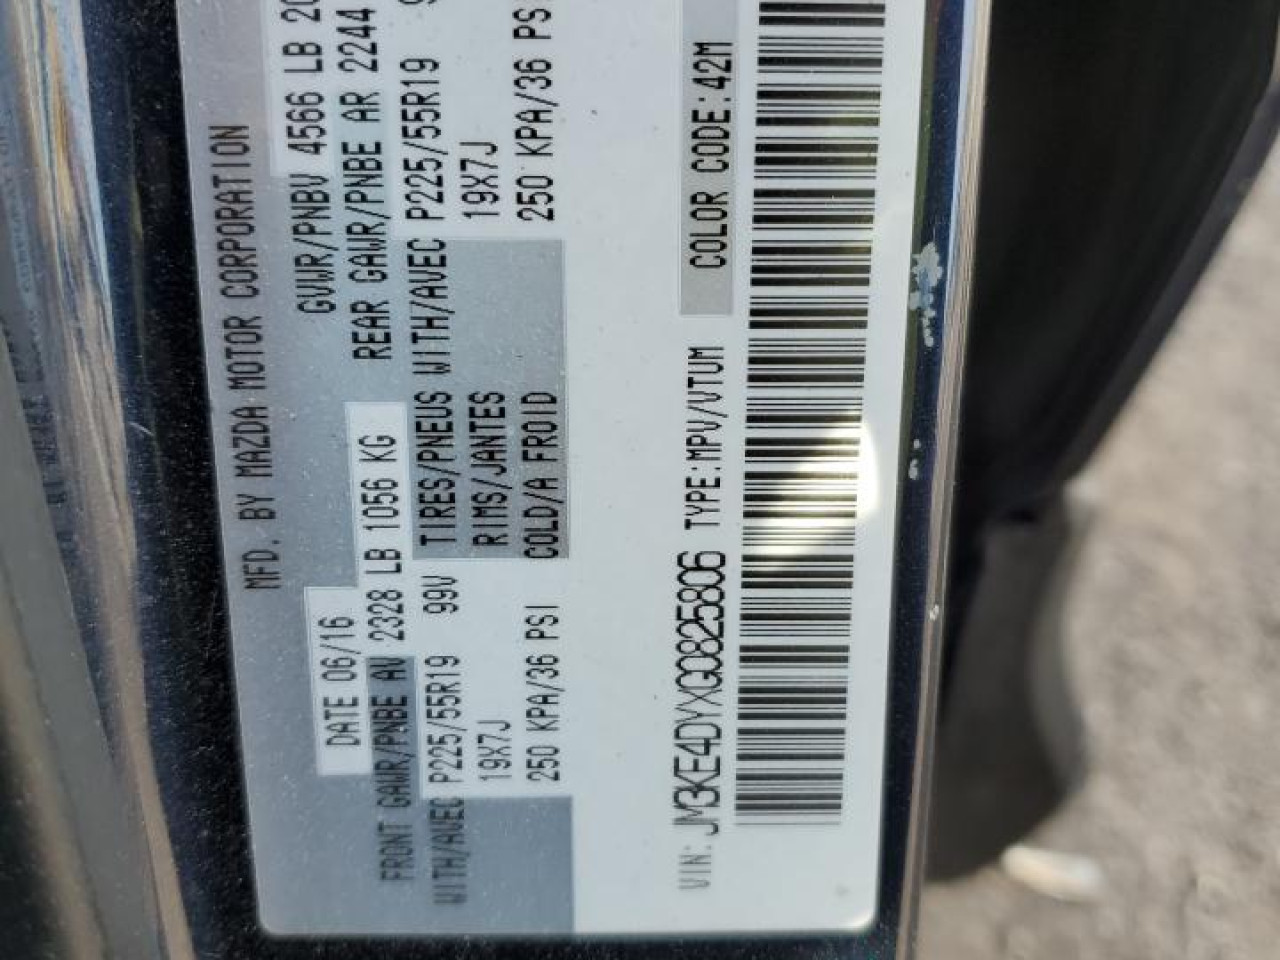 MFD. BY MAZDA MOTOR CORPORATION
DATE 06/16 GVWR/PNBV 4566 LB
FRONT GAWR/PNBE AV 2328 LB 1056 KG REAR GAWR/PNBE AR 2244
WITH/AVEC P225/55R19 99V TIRES/PNEUS WITH/AVEC P225/55R19
19X7J RIMS/JANTES 19X7J
250 KPA/36 PSI COLD/A FROID 250 KPA/36
VIN: JM3KE4DYXG0825806 TYPE:MPV/VTUM COLOR CODE:42M